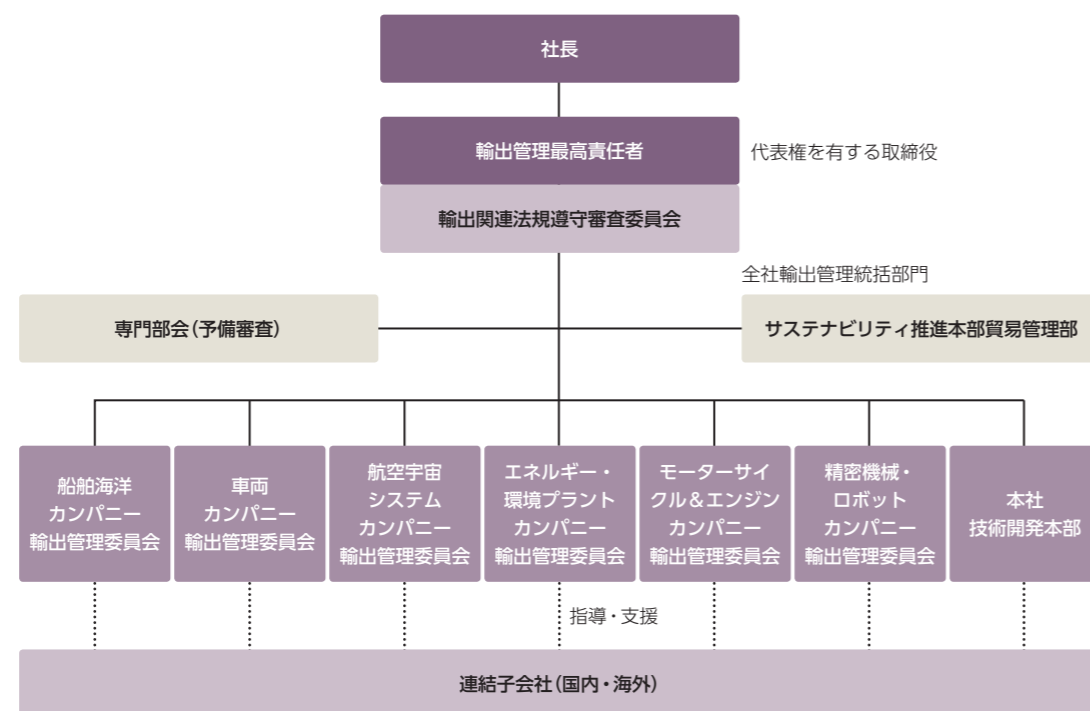 社長
輸出管理最高責任者
代表権を有する取締役
輸出関連法規遵守審査委員会
全社輸出管理統括部門
専門部会(予備審査)
サステナビリティ推進本部貿易管理部
船舶海洋
カンパニー
輸出管理委員会
車両
カンパニー
輸出管理委員会
航空宇宙
システム
カンパニー
輸出管理委員会
エネルギー・
環境プラント
カンパニー
輸出管理委員会
モーターサイ
クル&エンジン
カンパニー
輸出管理委員会
精密機械・
ロボット
カンパニー
輸出管理委員会
本社
技術開発本部
指導・支援
連結子会社(国内・海外)